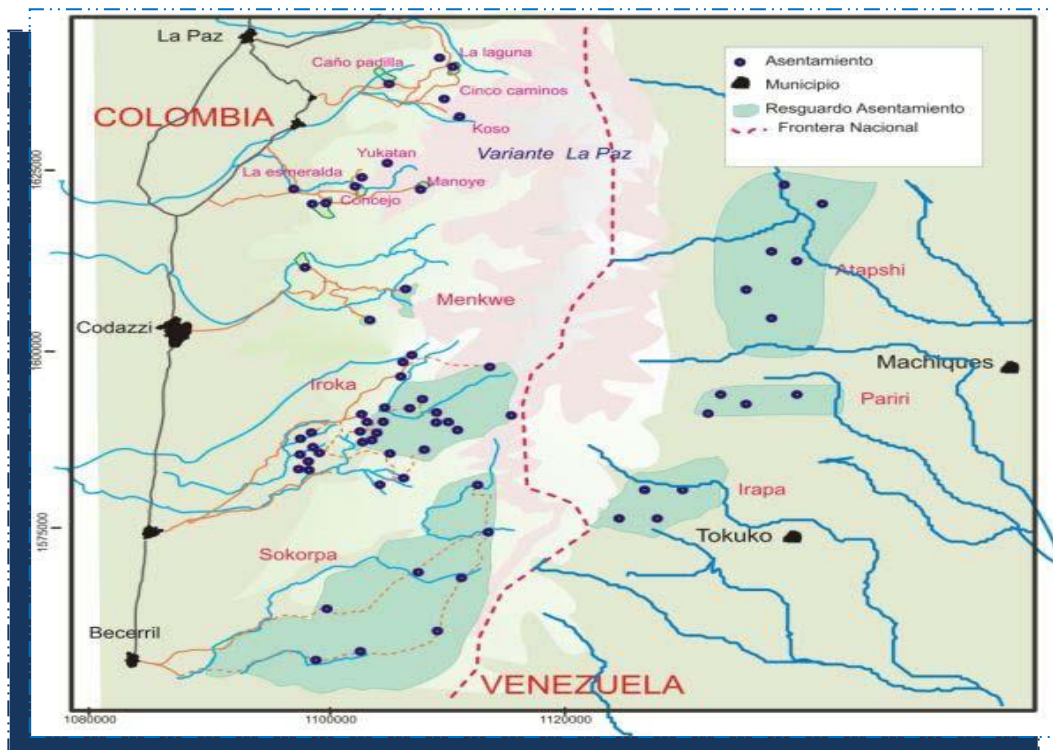 La Paz
La laguna
Caño padilla
Cinco caminos
COLOMBIA
Koso
Asentamiento
Municipio
Resguardo Asentamiento
Frontera Nacional
Variante La Paz
Yukatan
La esmeralda
Manoye
Concejo
1625000
Atapshi
Menkwe
Codazzi
1600000
Machiques
Iroka
Pariri
Irapa
1575000
Tokuko
Sokorpa
Becerril
VENEZUELA
1080000
1100000
1120000